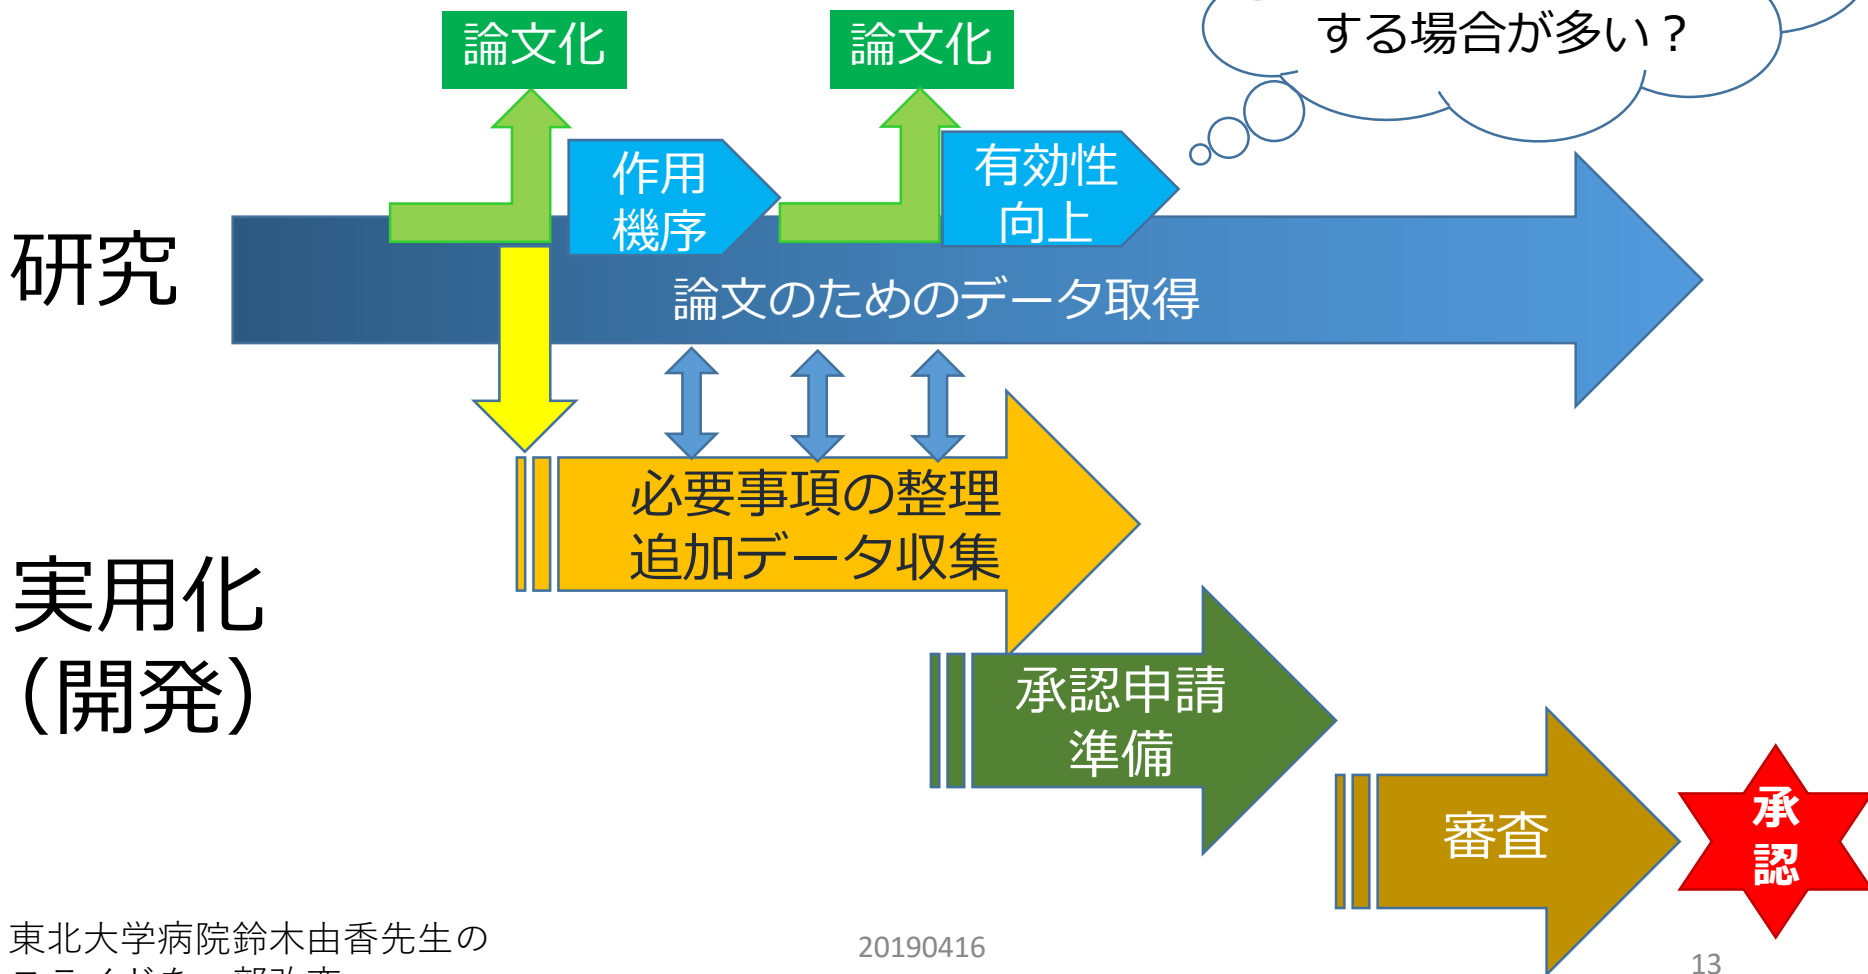 論文化
論文化
する場合が多い？
作用
機序
有効性
向上
研究
論文のためのデータ取得
必要事項の整理
追加データ収集
実用化
（開発）
承認申請
準備
審査
承
認
東北大学病院鈴木由香先生の
20190416
13